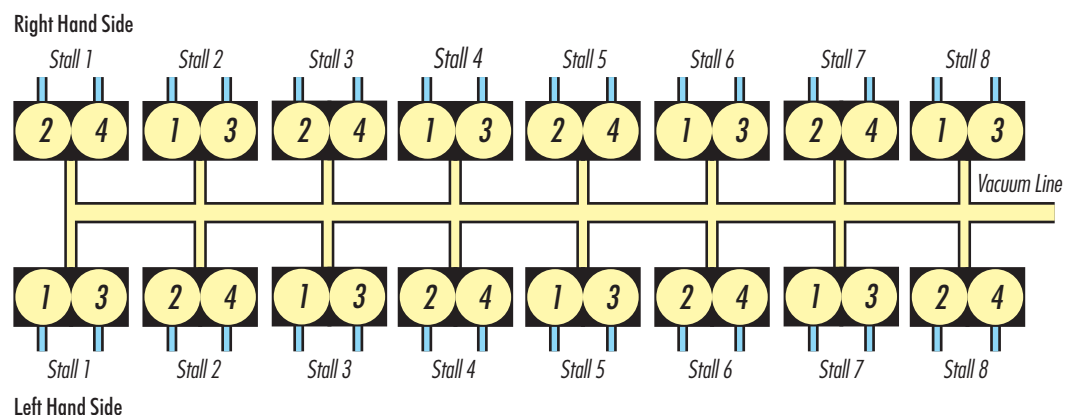 Right Hand Side
Stall 1 Stall 2 Stall 3 Stall 4 Stall 5 Stall 6 Stall 7 Stall 8
2 4 1 3 2 4 1 3 2 4 1 3 2 4 1 3
Vacuum Line
1 3 2 4 1 3 2 4 1 3 2 4 1 3 2 4
Stall 1 Stall 2 Stall 3 Stall 4 Stall 5 Stall 6 Stall 7 Stall 8
Left Hand Side